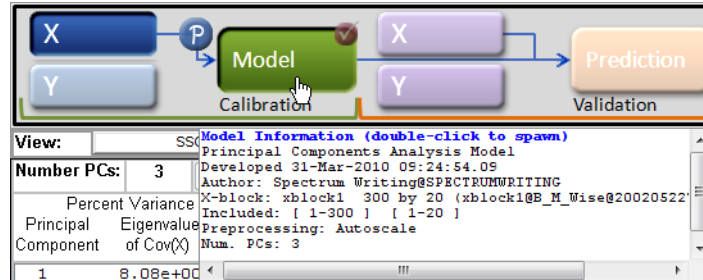 X
P
X
Model
Prediction
Y
Y
Calibration
Validation
View:
SS
Model Information (double-click to spawn)
Principal Components Analysis Model
Number PCs: 3
Developed 31-Mar-2010 09:24:54.09
Author: Spectrum Writing@SPECTRUMWRITING
X-block: xblock1 300 by 20 (xblock1@B_M_Wise@20020522
Percent Variance
Included: [ 1-300 ] [ 1-20 ]
Principal Eigenvalue
Preprocessing: Autoscale
Component of Cov(X)
Num. PCs: 3
1 8.08e+00